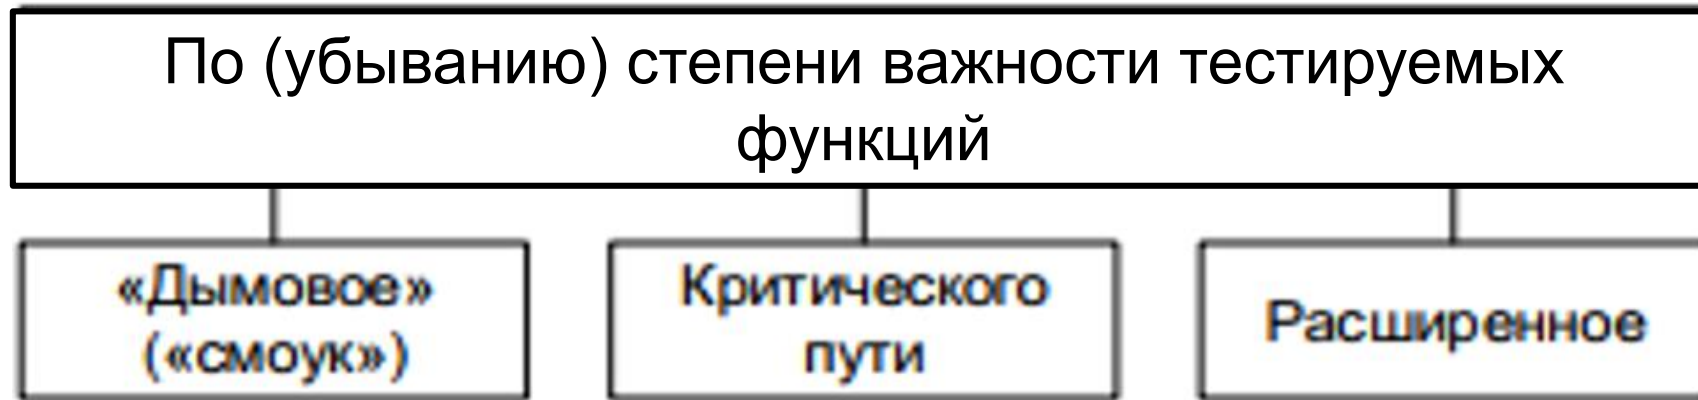 По (убыванию) степени важности тестируемых
функций
«Дымовое»
(«смоук»)
Критического
пути
Расширенное